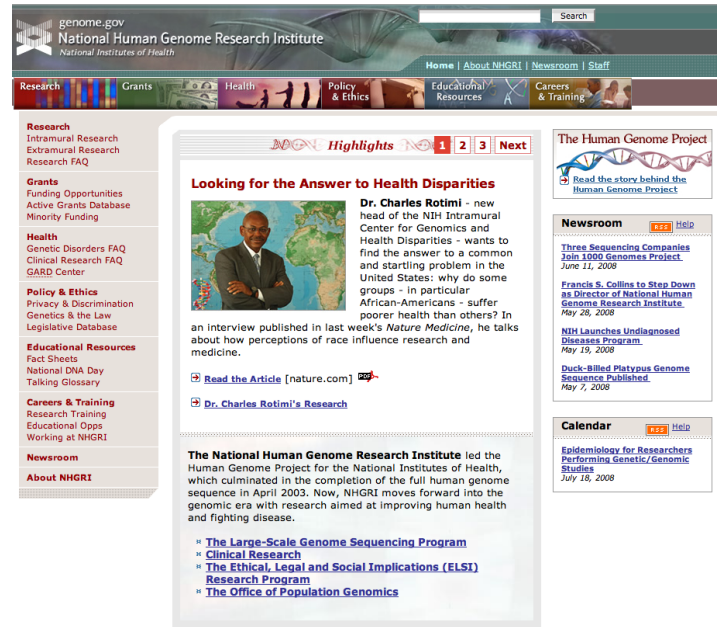 genome.gov
National Human Genome Research Institute
National Institutes of Health
Search
Home | About NHGRI | Newsroom | Staff
Research
Grants
Health
Policy
& Ethics
Educational
Resources
Careers
& Training
Research
Intramural Research
Extramural Research
Research FAQ
Grants
Funding Opportunities
Active Grants Database
Minority Funding
Health
Genetic Disorders FAQ
Clinical Research FAQ
GARD Center
Policy & Ethics
Privacy & Discrimination
Genetics & the Law
Legislative Database
Educational Resources
Fact Sheets
National DNA Day
Talking Glossary
Careers & Training
Research Training
Educational Opps
Working at NHGRI
Newsroom
About NHGRI
Highlights 1 2 3 Next
Looking for the Answer to Health Disparities
Dr. Charles Rotimi - new
head of the NIH Intramural
Center for Genomics and
Health Disparities - wants to
find the answer to a common
and startling problem in the
United States: why do some
groups - in particular
African-Americans - suffer
poorer health than others? In
an interview published in last week's Nature Medicine, he talks
about how perceptions of race influence research and
medicine.
Read the Article [nature.com] PDF
Dr. Charles Rotimi's Research
The National Human Genome Research Institute led the
Human Genome Project for the National Institutes of Health,
which culminated in the completion of the full human genome
sequence in April 2003. Now, NHGRI moves forward into the
genomic era with research aimed at improving human health
and fighting disease.
The Large-Scale Genome Sequencing Program
Clinical Research
The Ethical, Legal and Social Implications (ELSI)
Research Program
The Office of Population Genomics
The Human Genome Project
Read the story behind the
Human Genome Project
Newsroom RSS Help
Three Sequencing Companies
Join 1000 Genomes Project
June 11, 2008
Francis S. Collins to Step Down
as Director of National Human
Genome Research Institute
May 28, 2008
NIH Launches Undiagnosed
Diseases Program
May 19, 2008
Duck-Billed Platypus Genome
Sequence Published
May 7, 2008
Calendar RSS Help
Epidemiology for Researchers
Performing Genetic/Genomic
Studies
July 18, 2008